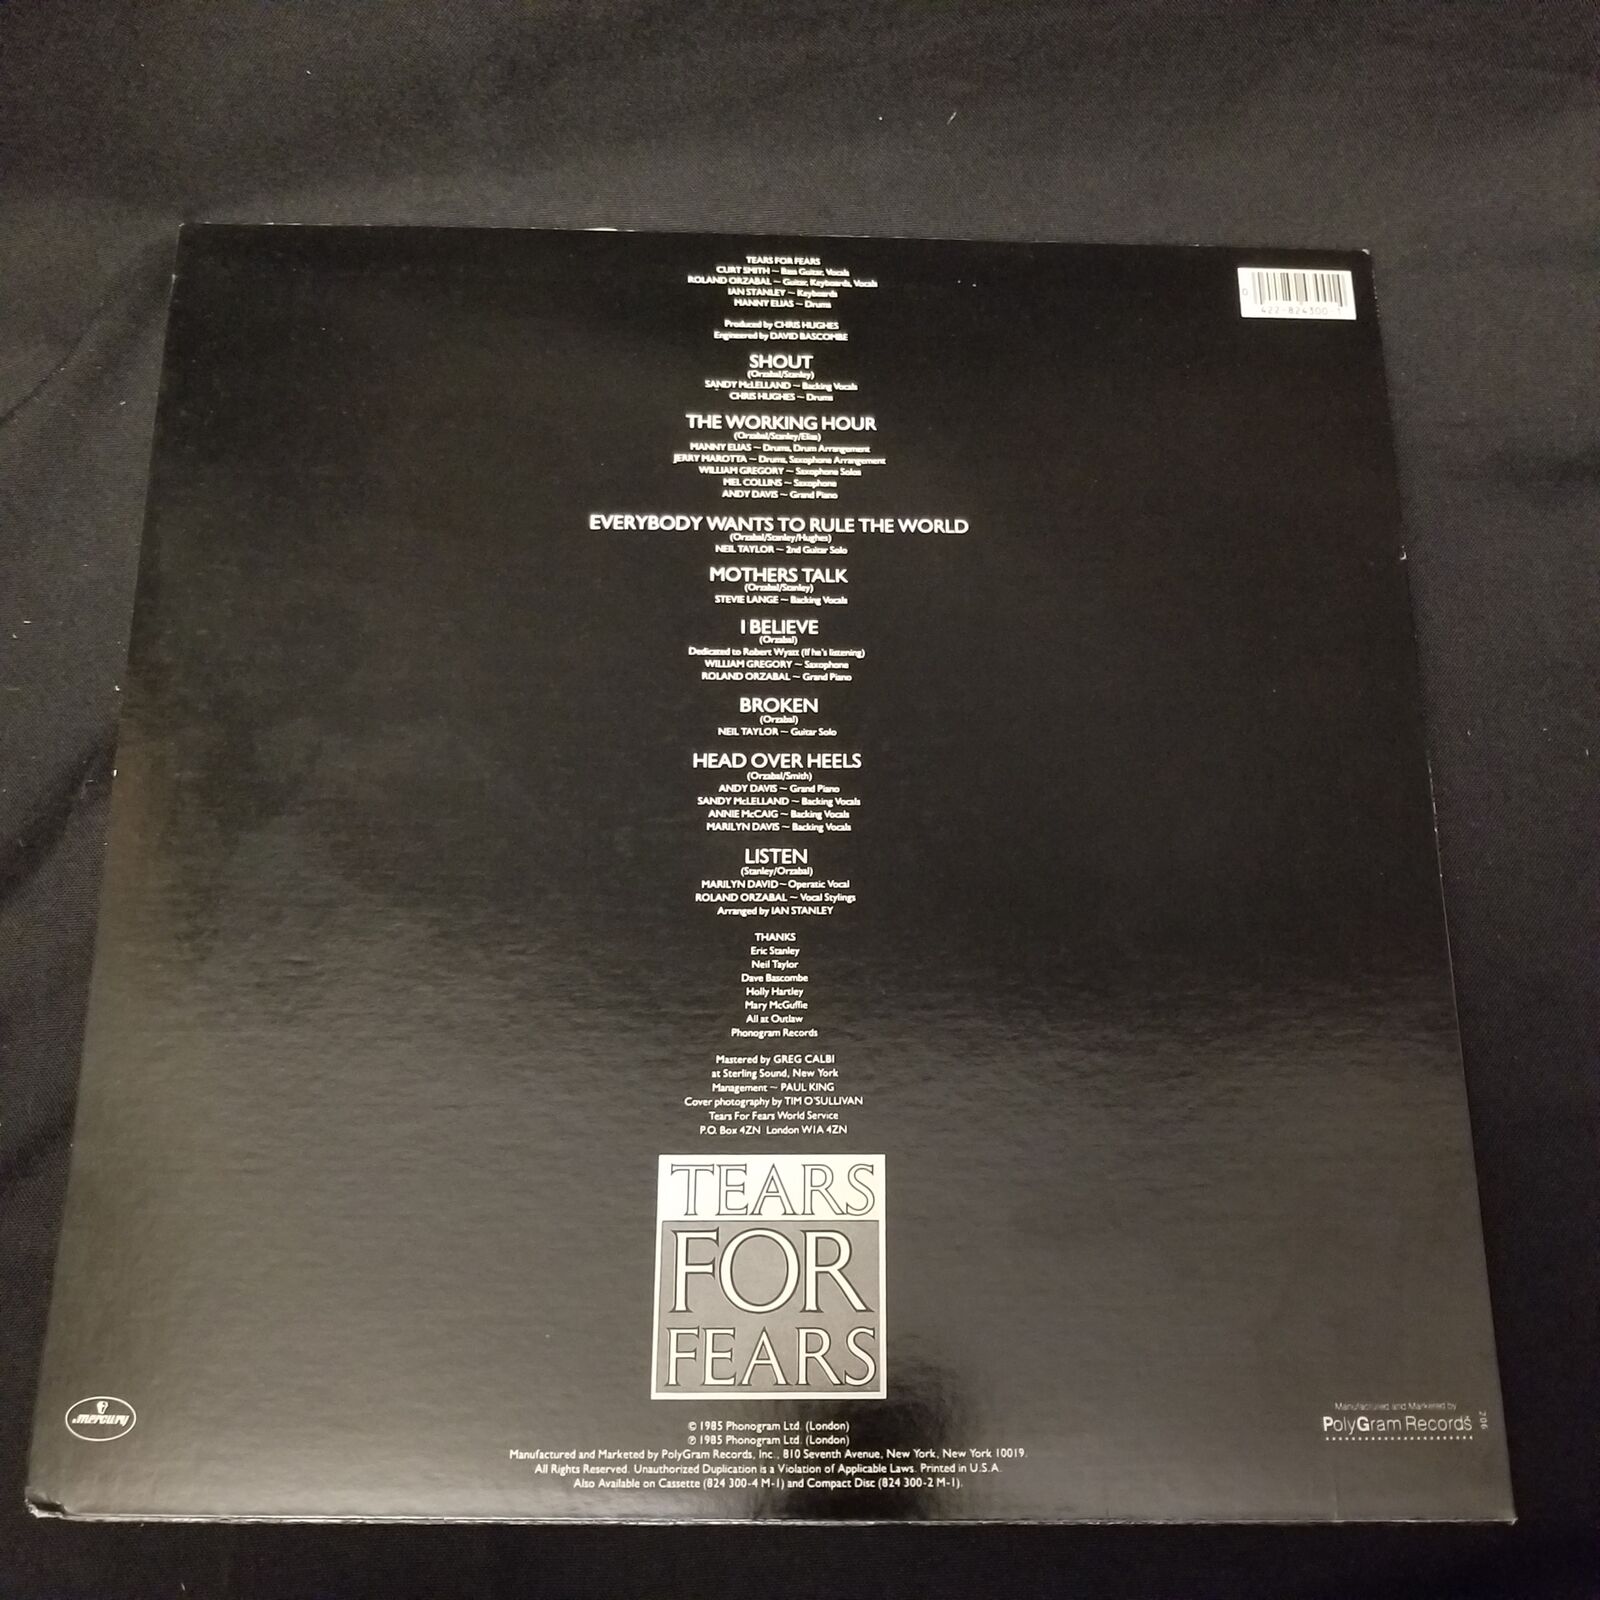 TEARS FOR FEARS
CURT SMITH ~ Bass Guitar, Vocals
ROLAND ORZABAL ~ Guitar, Keyboards, Vocals
IAN STANLEY ~ Keyboards
MANNY ELIAS ~ Drums
Produced by CHRIS HUGHES
Engineered by DAVID BASCOMBE
SHOUT
(Orzabal/Stanley)
SANDY McLELLAND ~ Backing Vocals
CHRIS HUGHES ~ Drums
THE WORKING HOUR
(Orzabal/Stanley/Elias)
MANNY ELIAS ~ Drums, Drum Arrangement
JERRY MAROTTA ~ Drums, Saxophone Arrangement
WILLIAM GREGORY ~ Saxophone Solos
MEL COLLINS ~ Saxophone
ANDY DAVIS ~ Grand Piano
EVERYBODY WANTS TO RULE THE WORLD
(Orzabal/Stanley/Hughes)
NEIL TAYLOR ~ 2nd Guitar Solo
MOTHERS TALK
(Orzabal/Stanley)
STEVIE LANGE ~ Backing Vocals
I BELIEVE
(Orzabal)
Dedicated to Robert Wyatt (If he's listening)
WILLIAM GREGORY ~ Saxophone
ROLAND ORZABAL ~ Grand Piano
BROKEN
(Orzabal)
NEIL TAYLOR ~ Guitar Solo
HEAD OVER HEELS
(Orzabal/Smith)
ANDY DAVIS ~ Grand Piano
SANDY McLELLAND ~ Backing Vocals
ANNIE McCAIG ~ Backing Vocals
MARILYN DAVIS ~ Backing Vocals
LISTEN
(Stanley/Orzabal)
MARILYN DAVID ~ Operatic Vocal
ROLAND ORZABAL ~ Vocal Stylings
Arranged by IAN STANLEY
THANKS
Eric Stanley
Neil Taylor
Dave Bascombe
Holly Hartley
Mary McGuffie
All at Outlaw
Phonogram Records
Mastered by GREG CALBI
at Sterling Sound, New York
Management ~ PAUL KING
Cover photography by TIM O'SULLIVAN
Tears For Fears World Service
P.O. Box 4ZN London W1A 4ZN
TEARS
FOR
FEARS
© 1985 Phonogram Ltd. (London)
℗ 1985 Phonogram Ltd. (London)
Manufactured and Marketed by PolyGram Records, Inc., 810 Seventh Avenue, New York, New York 10019.
All Rights Reserved. Unauthorized Duplication is a Violation of Applicable Laws. Printed in U.S.A.
Also Available on Cassette (824 300-4 M-1) and Compact Disc (824 300-2 M-1).
mercury
Manufactured and Marketed by
PolyGram Records
206
0
422-824300-1